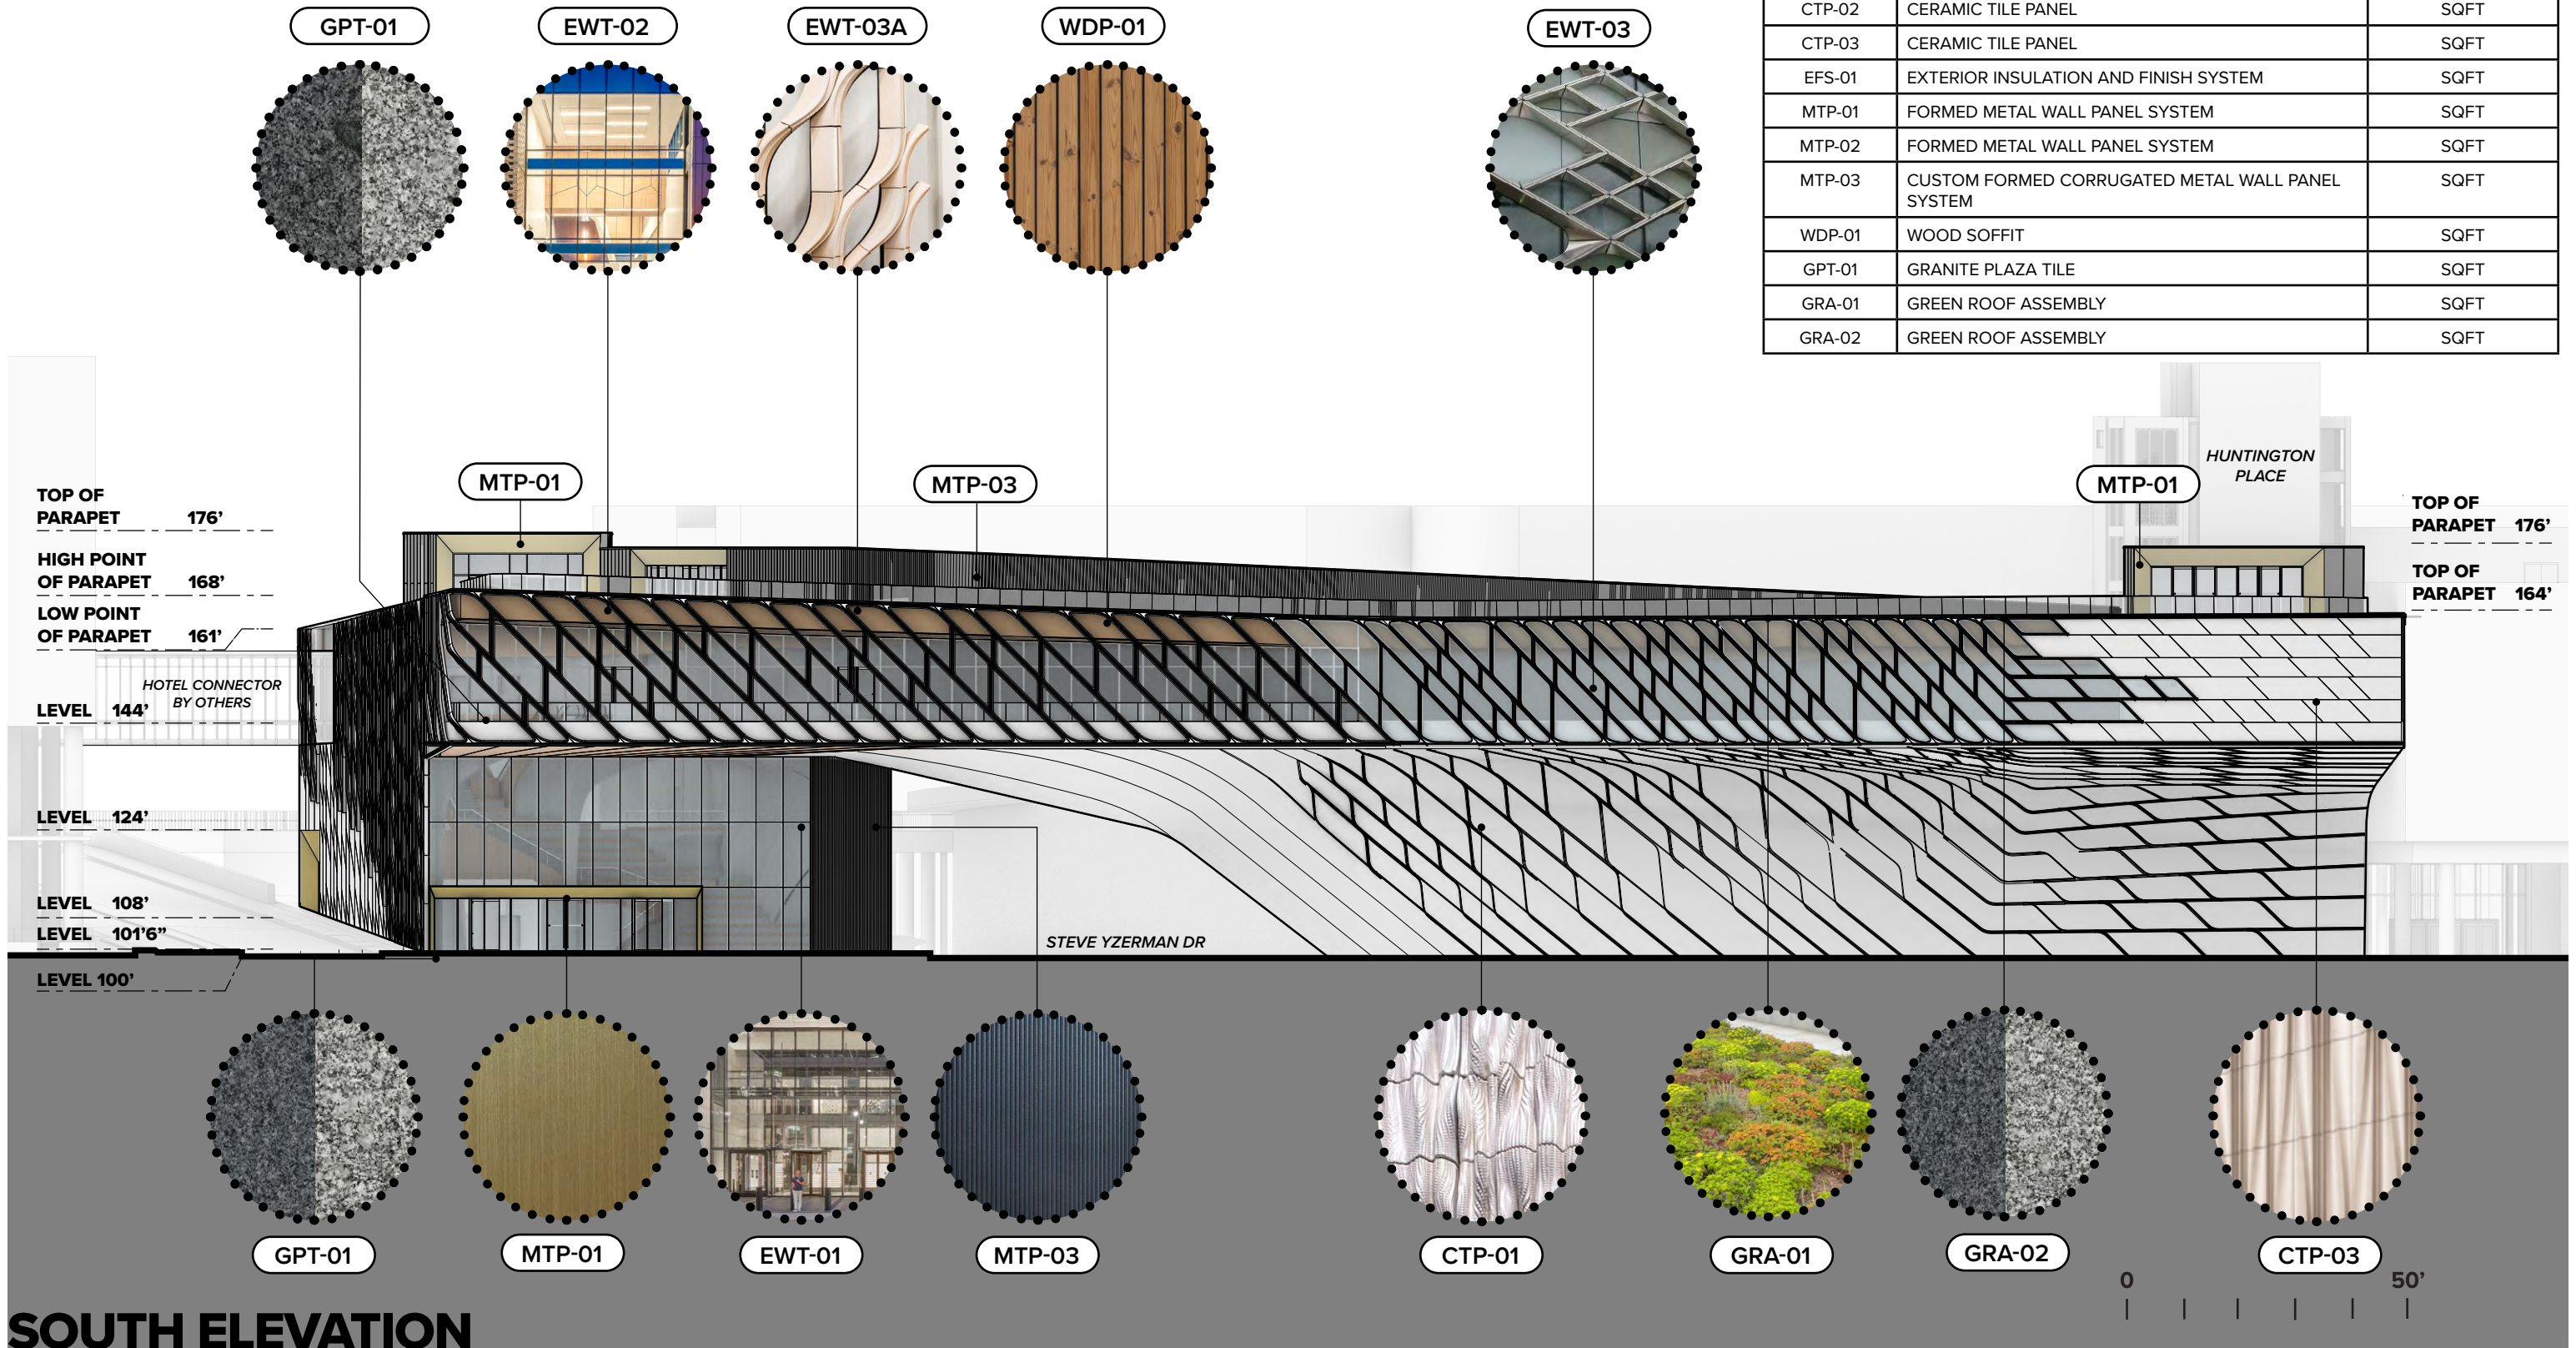 GPT-01
EWT-02
EWT-03A
WDP-01
EWT-03
CTP-02 CERAMIC TILE PANEL SQFT
CTP-03 CERAMIC TILE PANEL SQFT
EFS-01 EXTERIOR INSULATION AND FINISH SYSTEM SQFT
MTP-01 FORMED METAL WALL PANEL SYSTEM SQFT
MTP-02 FORMED METAL WALL PANEL SYSTEM SQFT
MTP-03 CUSTOM FORMED CORRUGATED METAL WALL PANEL SQFT
SYSTEM
WDP-01 WOOD SOFFIT SQFT
GPT-01 GRANITE PLAZA TILE SQFT
GRA-01 GREEN ROOF ASSEMBLY SQFT
GRA-02 GREEN ROOF ASSEMBLY SQFT
MTP-01
MTP-03
MTP-01
HUNTINGTON
PLACE
TOP OF
PARAPET 176’
HIGH POINT
OF PARAPET 168’
LOW POINT
OF PARAPET 161’
HOTEL CONNECTOR
BY OTHERS
LEVEL 144’
LEVEL 124’
LEVEL 108’
LEVEL 101’6”
LEVEL 100’
TOP OF
PARAPET 176’
TOP OF
PARAPET 164’
STEVE YZERMAN DR
GPT-01
MTP-01
EWT-01
MTP-03
CTP-01
GRA-01
GRA-02
CTP-03
0 50’
SOUTH ELEVATION